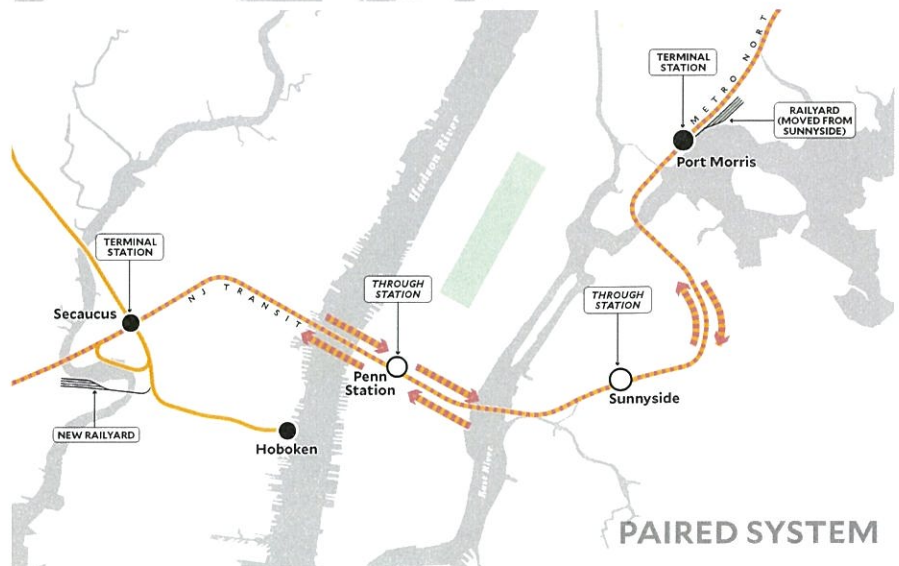 TERMINAL
STATION
METRO NORT
RAILYARD
(MOVED FROM
SUNNYSIDE)
Port Morris
Hudson River
TERMINAL
STATION
NJ TRANSIT
THROUGH
STATION
THROUGH
STATION
Secaucus
Penn
Station
Sunnyside
NEW RAILYARD
Hoboken
East River
PAIRED SYSTEM